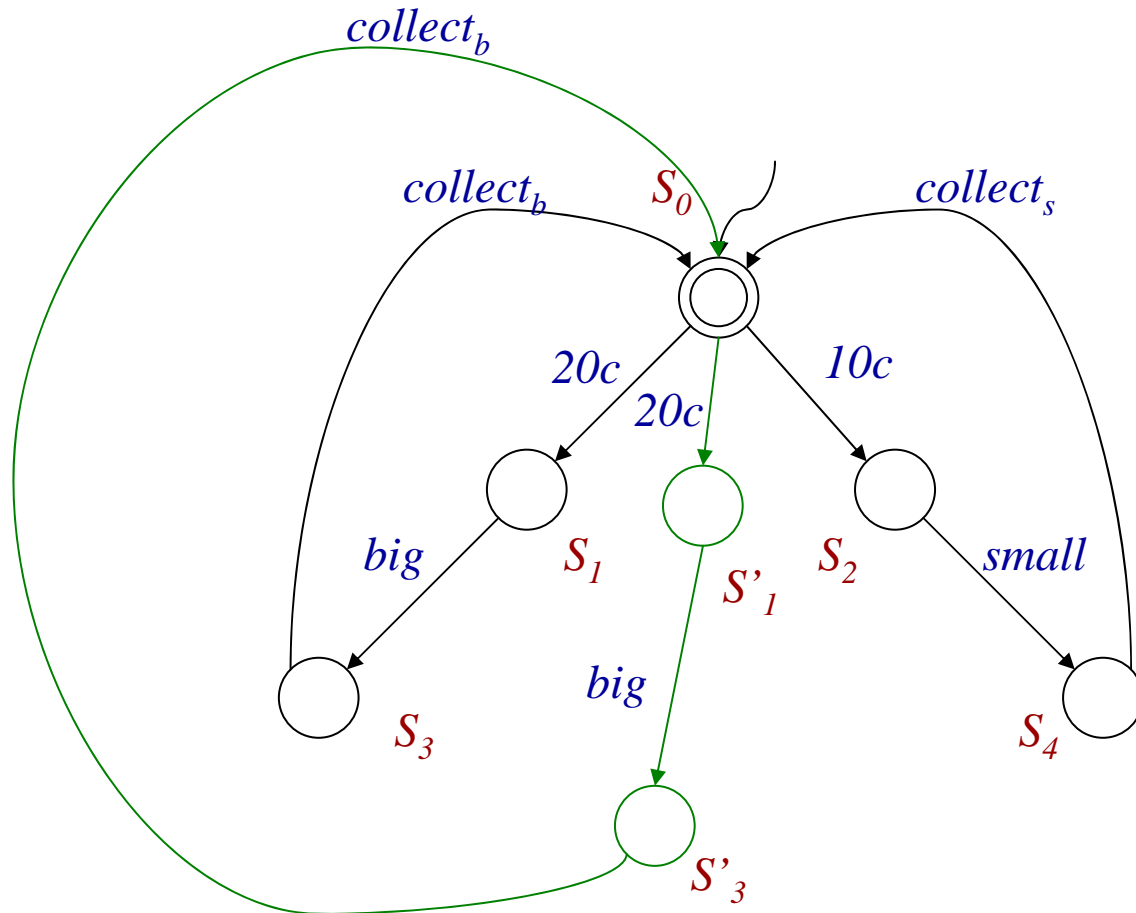 collect_b
collect_b S_0 collect_s
20c 10c
20c
big S_1 S_2 small
S'_1
big
S_3 S_4
S'_3